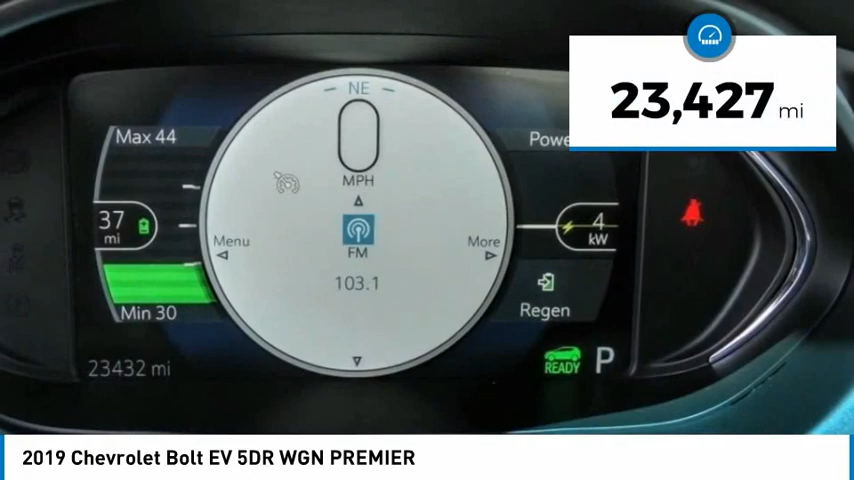 23,427 mi
NE
Max 44
Powe
0
MPH
37
mi
4
kW
Menu
More
FM
103.1
Min 30
Regen
23432 mi
READY
P
2019 Chevrolet Bolt EV 5DR WGN PREMIER